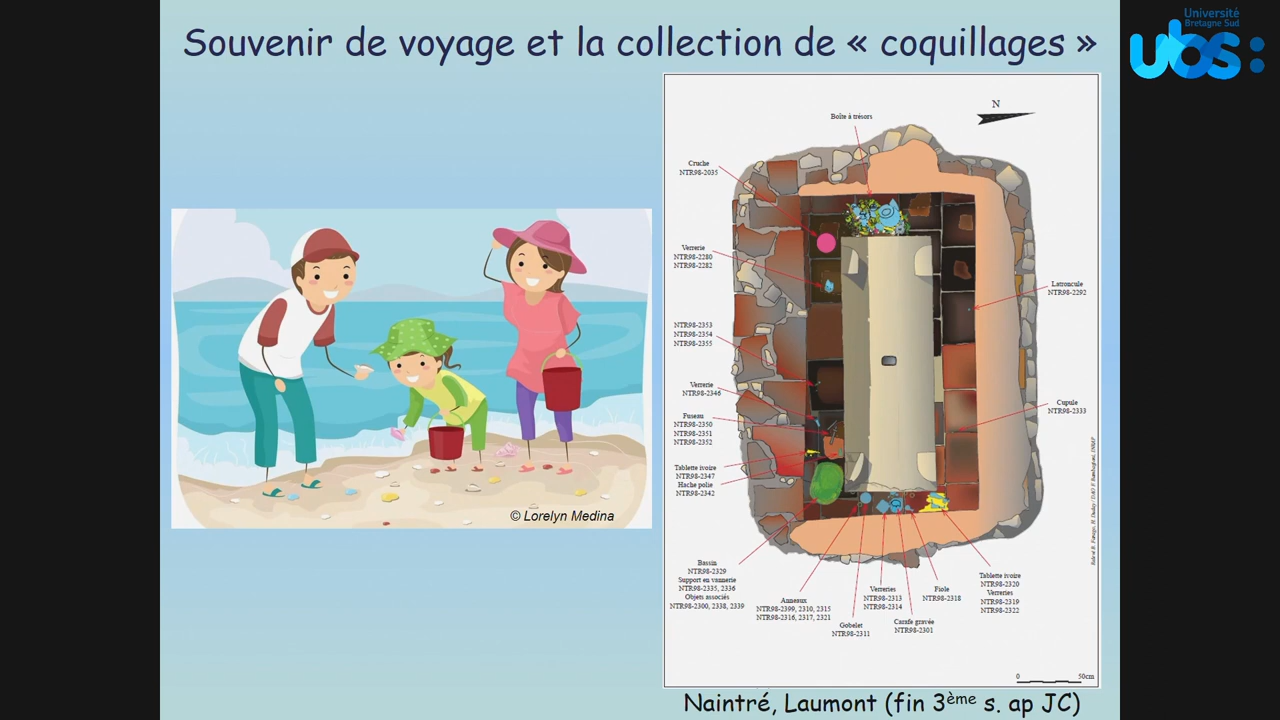 Souvenir de voyage et la collection de « coquillages »
Université
Bretagne Sud
ubs:
© Lorelyn Medina
N
Boîte à trésors
Cruche
NTR98-2035
Verrerie
NTR98-2280
NTR98-2282
Latroncule
NTR98-2292
NTR98-2353
NTR98-2354
NTR98-2355
Verrerie
NTR98-2346
Cupule
NTR98-2333
Fuseau
NTR98-2350
NTR98-2351
NTR98-2352
Tablette ivoire
NTR98-2347
Hache polie
NTR98-2342
Bassin
NTR98-2329
Support en vannerie
NTR98-2335, 2336
Objets associés
NTR98-2300, 2338, 2339
Anneaux
NTR98-2399, 2310, 2315
NTR98-2316, 2317, 2321
Gobelet
NTR98-2311
Verreries
NTR98-2313
NTR98-2314
Carafe gravée
NTR98-2301
Fiole
NTR98-2318
Tablette ivoire
NTR98-2320
Verreries
NTR98-2319
NTR98-2322
0 50cm
Naintré, Laumont (fin 3ème s. ap JC)